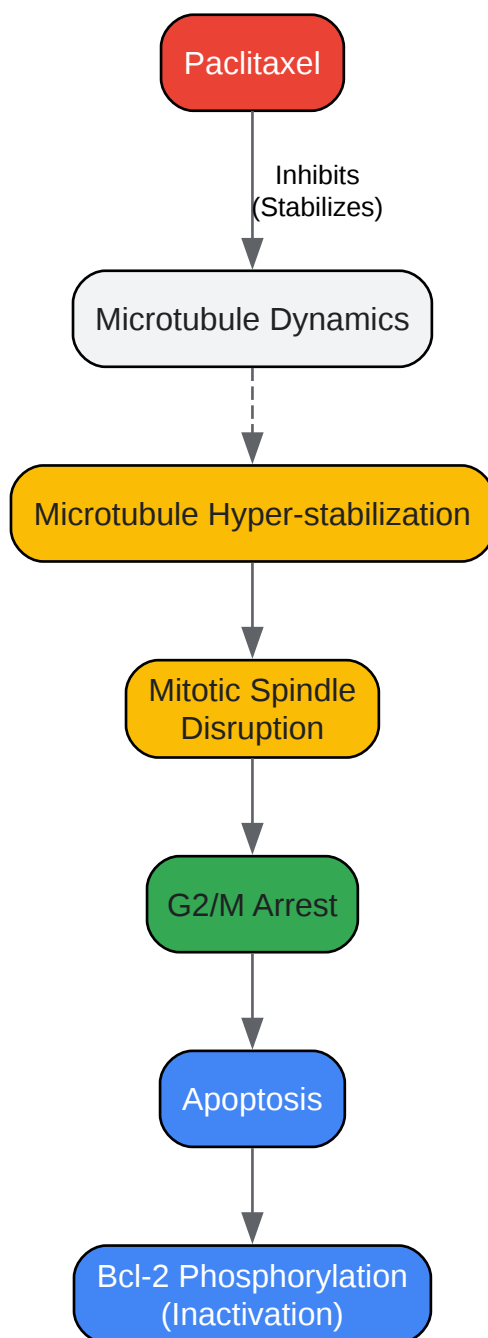 Paclitaxel
Inhibits
(Stabilizes)
Microtubule Dynamics
Microtubule Hyper-stabilization
Mitotic Spindle
Disruption
G2/M Arrest
Apoptosis
Bcl-2 Phosphorylation
(Inactivation)